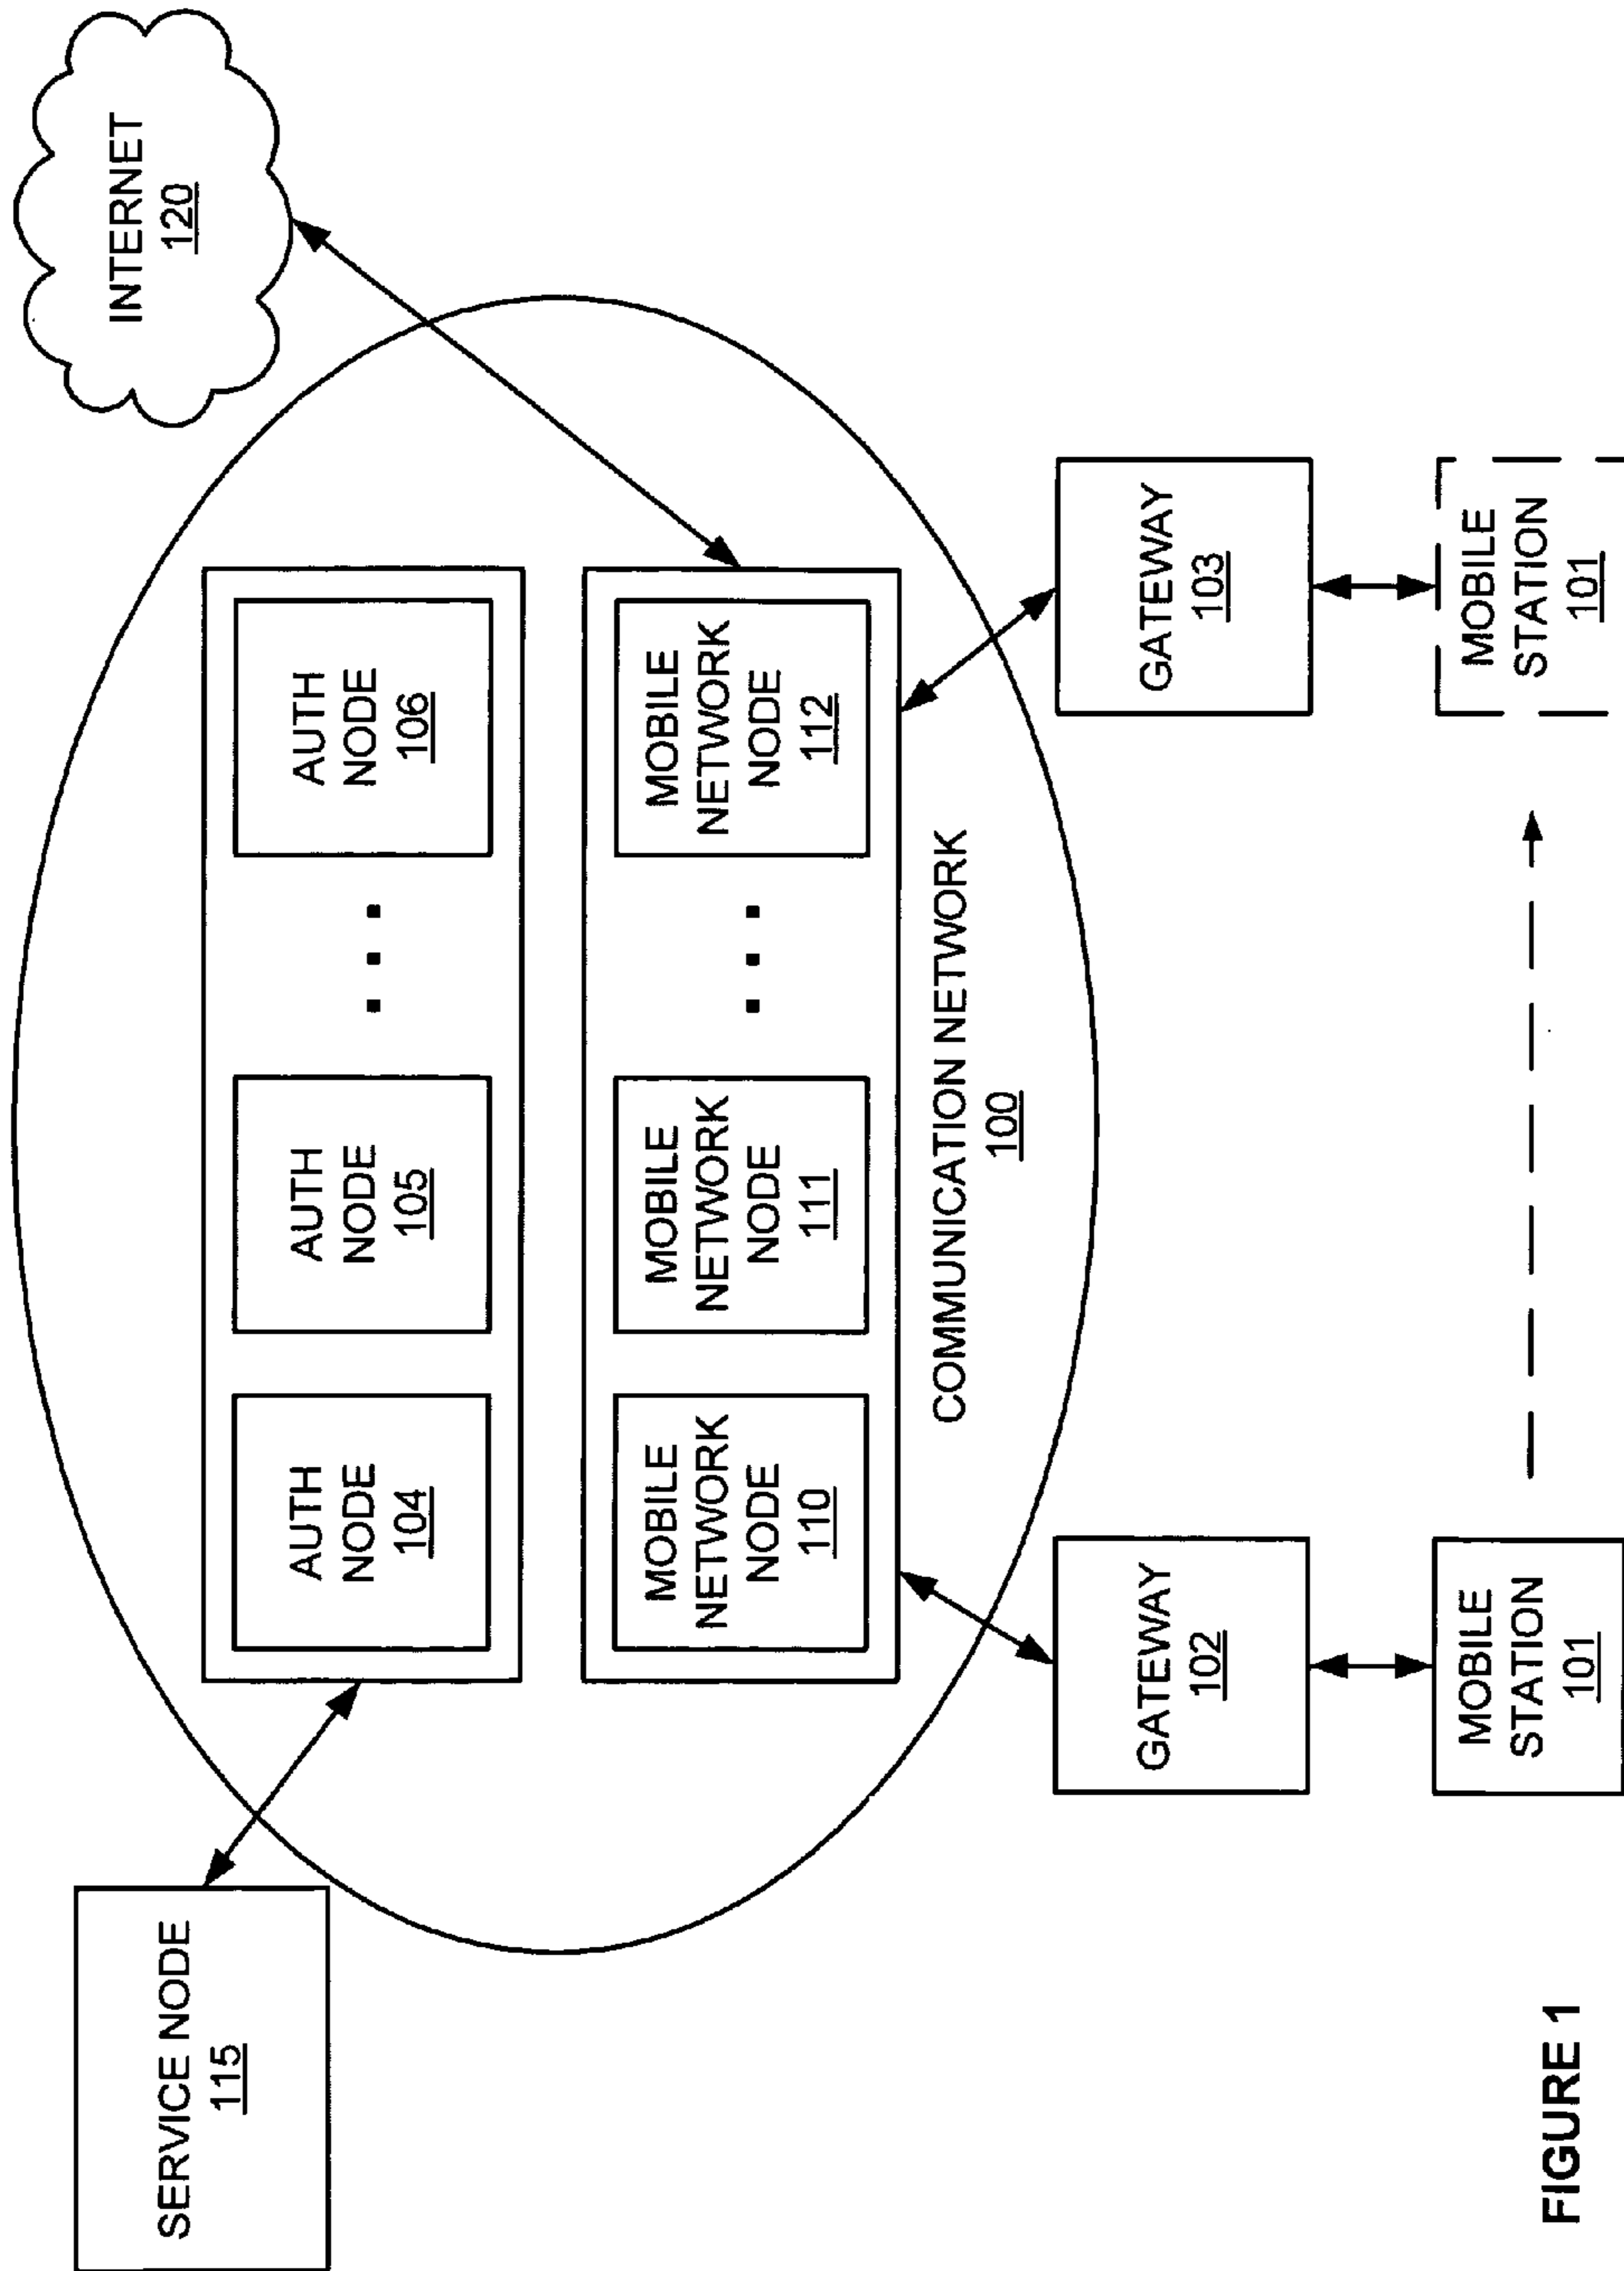 INTERNET
120
SERVICE NODE
115
AUTH
NODE
104
AUTH
NODE
105
. . .
AUTH
NODE
106
MOBILE
NETWORK
NODE
110
MOBILE
NETWORK
NODE
111
. . .
MOBILE
NETWORK
NODE
112
COMMUNICATION NETWORK
100
GATEWAY
102
GATEWAY
103
MOBILE
STATION
101
MOBILE
STATION
101
FIGURE 1